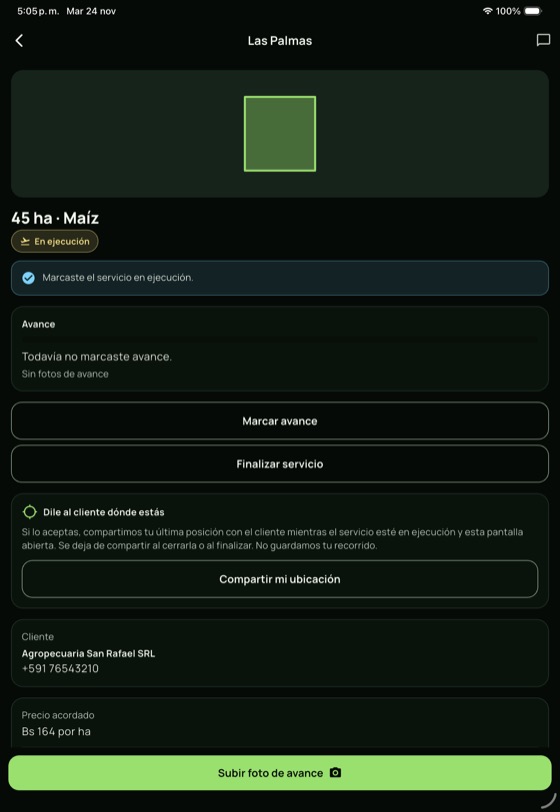 5:05 p. m. Mar 24 nov
100%
Las Palmas
45 ha · Maíz
En ejecución
Marcaste el servicio en ejecución.
Avance
Todavía no marcaste avance.
Sin fotos de avance
Marcar avance
Finalizar servicio
Dile al cliente dónde estás
Si lo aceptas, compartimos tu última posición con el cliente mientras el servicio esté en ejecución y esta pantalla
abierta. Se deja de compartir al cerrarla o al finalizar. No guardamos tu recorrido.
Compartir mi ubicación
Cliente
Agropecuaria San Rafael SRL
+591 76543210
Precio acordado
Bs 164 por ha
Subir foto de avance